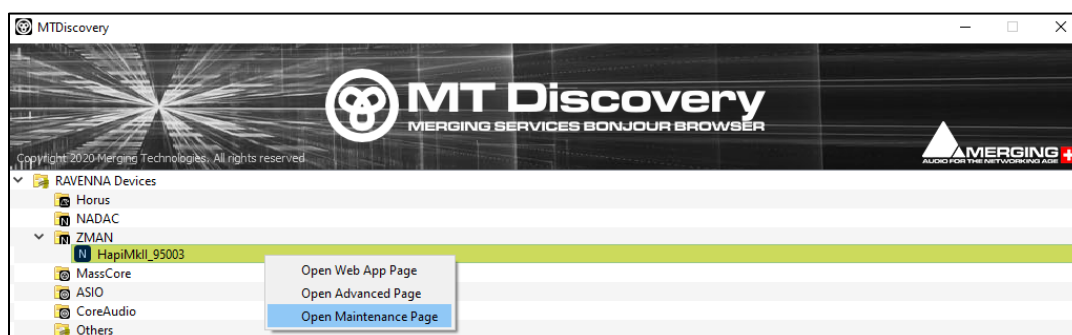 MTDiscovery
MT Discovery
MERGING SERVICES BONJOUR BROWSER
Copyright 2020 Merging Technologies. All rights reserved
MERGING
AUDIO FOR THE NETWORKING AGE
RAVENNA Devices
Horus
NADAC
ZMAN
N HapiMkII_95003
MassCore
ASIO
CoreAudio
Others
Open Web App Page
Open Advanced Page
Open Maintenance Page